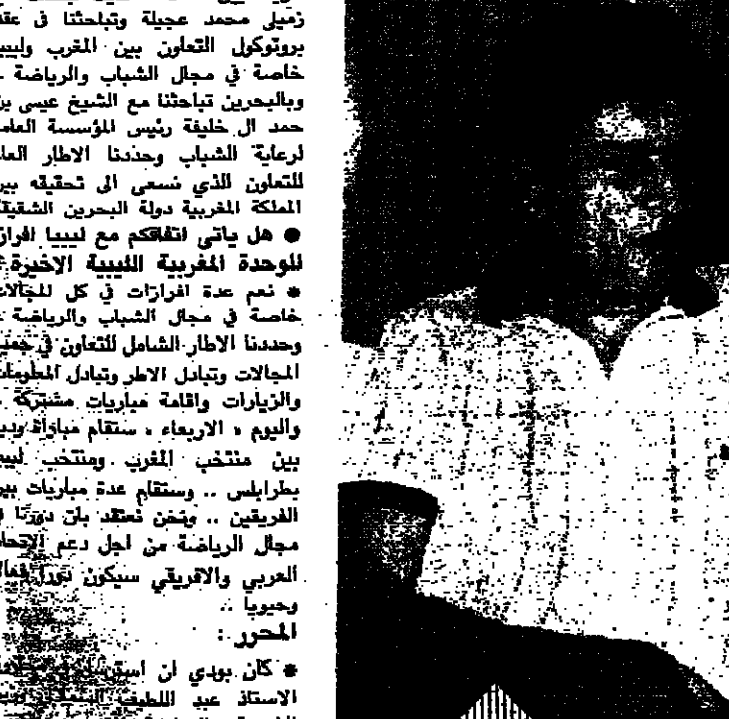 زميلي محمد عجيلة وتباحثنا في عقد
بروتوكول التعاون بين المغرب وليبيا
خاصة في مجال الشباب والرياضة .
وبالبحرين تباحثنا مع الشيخ عيسى بن
حمد ال خليفة رئيس المؤسسة العامة
لرعاية الشباب وحددنا الاطار العام
للتعاون الذي نسعى الى تحقيقه بين
المملكة المغربية دولة البحرين الشقيقة
● هل ياتي اتفاقكم مع ليبيا افراز
للوحدة المغربية الليبية الاخيرة
● نعم عدة افرازات في كل المجالات
خاصة في مجال الشباب والرياضة .
وحددنا الاطار الشامل للتعاون في جميع
المجالات وتبادل الاطر وتبادل المعلومات
والزيارات واقامة مباريات مشتركة .
واليوم « الاربعاء » ستقام مباراة
بين منتخب المغرب ومنتخب ليبيا
بطرابلس .. وستقام عدة مباريات بين
الفريقين .. ونحن نعتقد بان دورنا
مجال الرياضة من اجل دعم الاتحاد
العربي والافريقي سيكون دورا
وحيويا ..
المحرر :
● كان بودي ان
الاستاذ عبد اللطيف